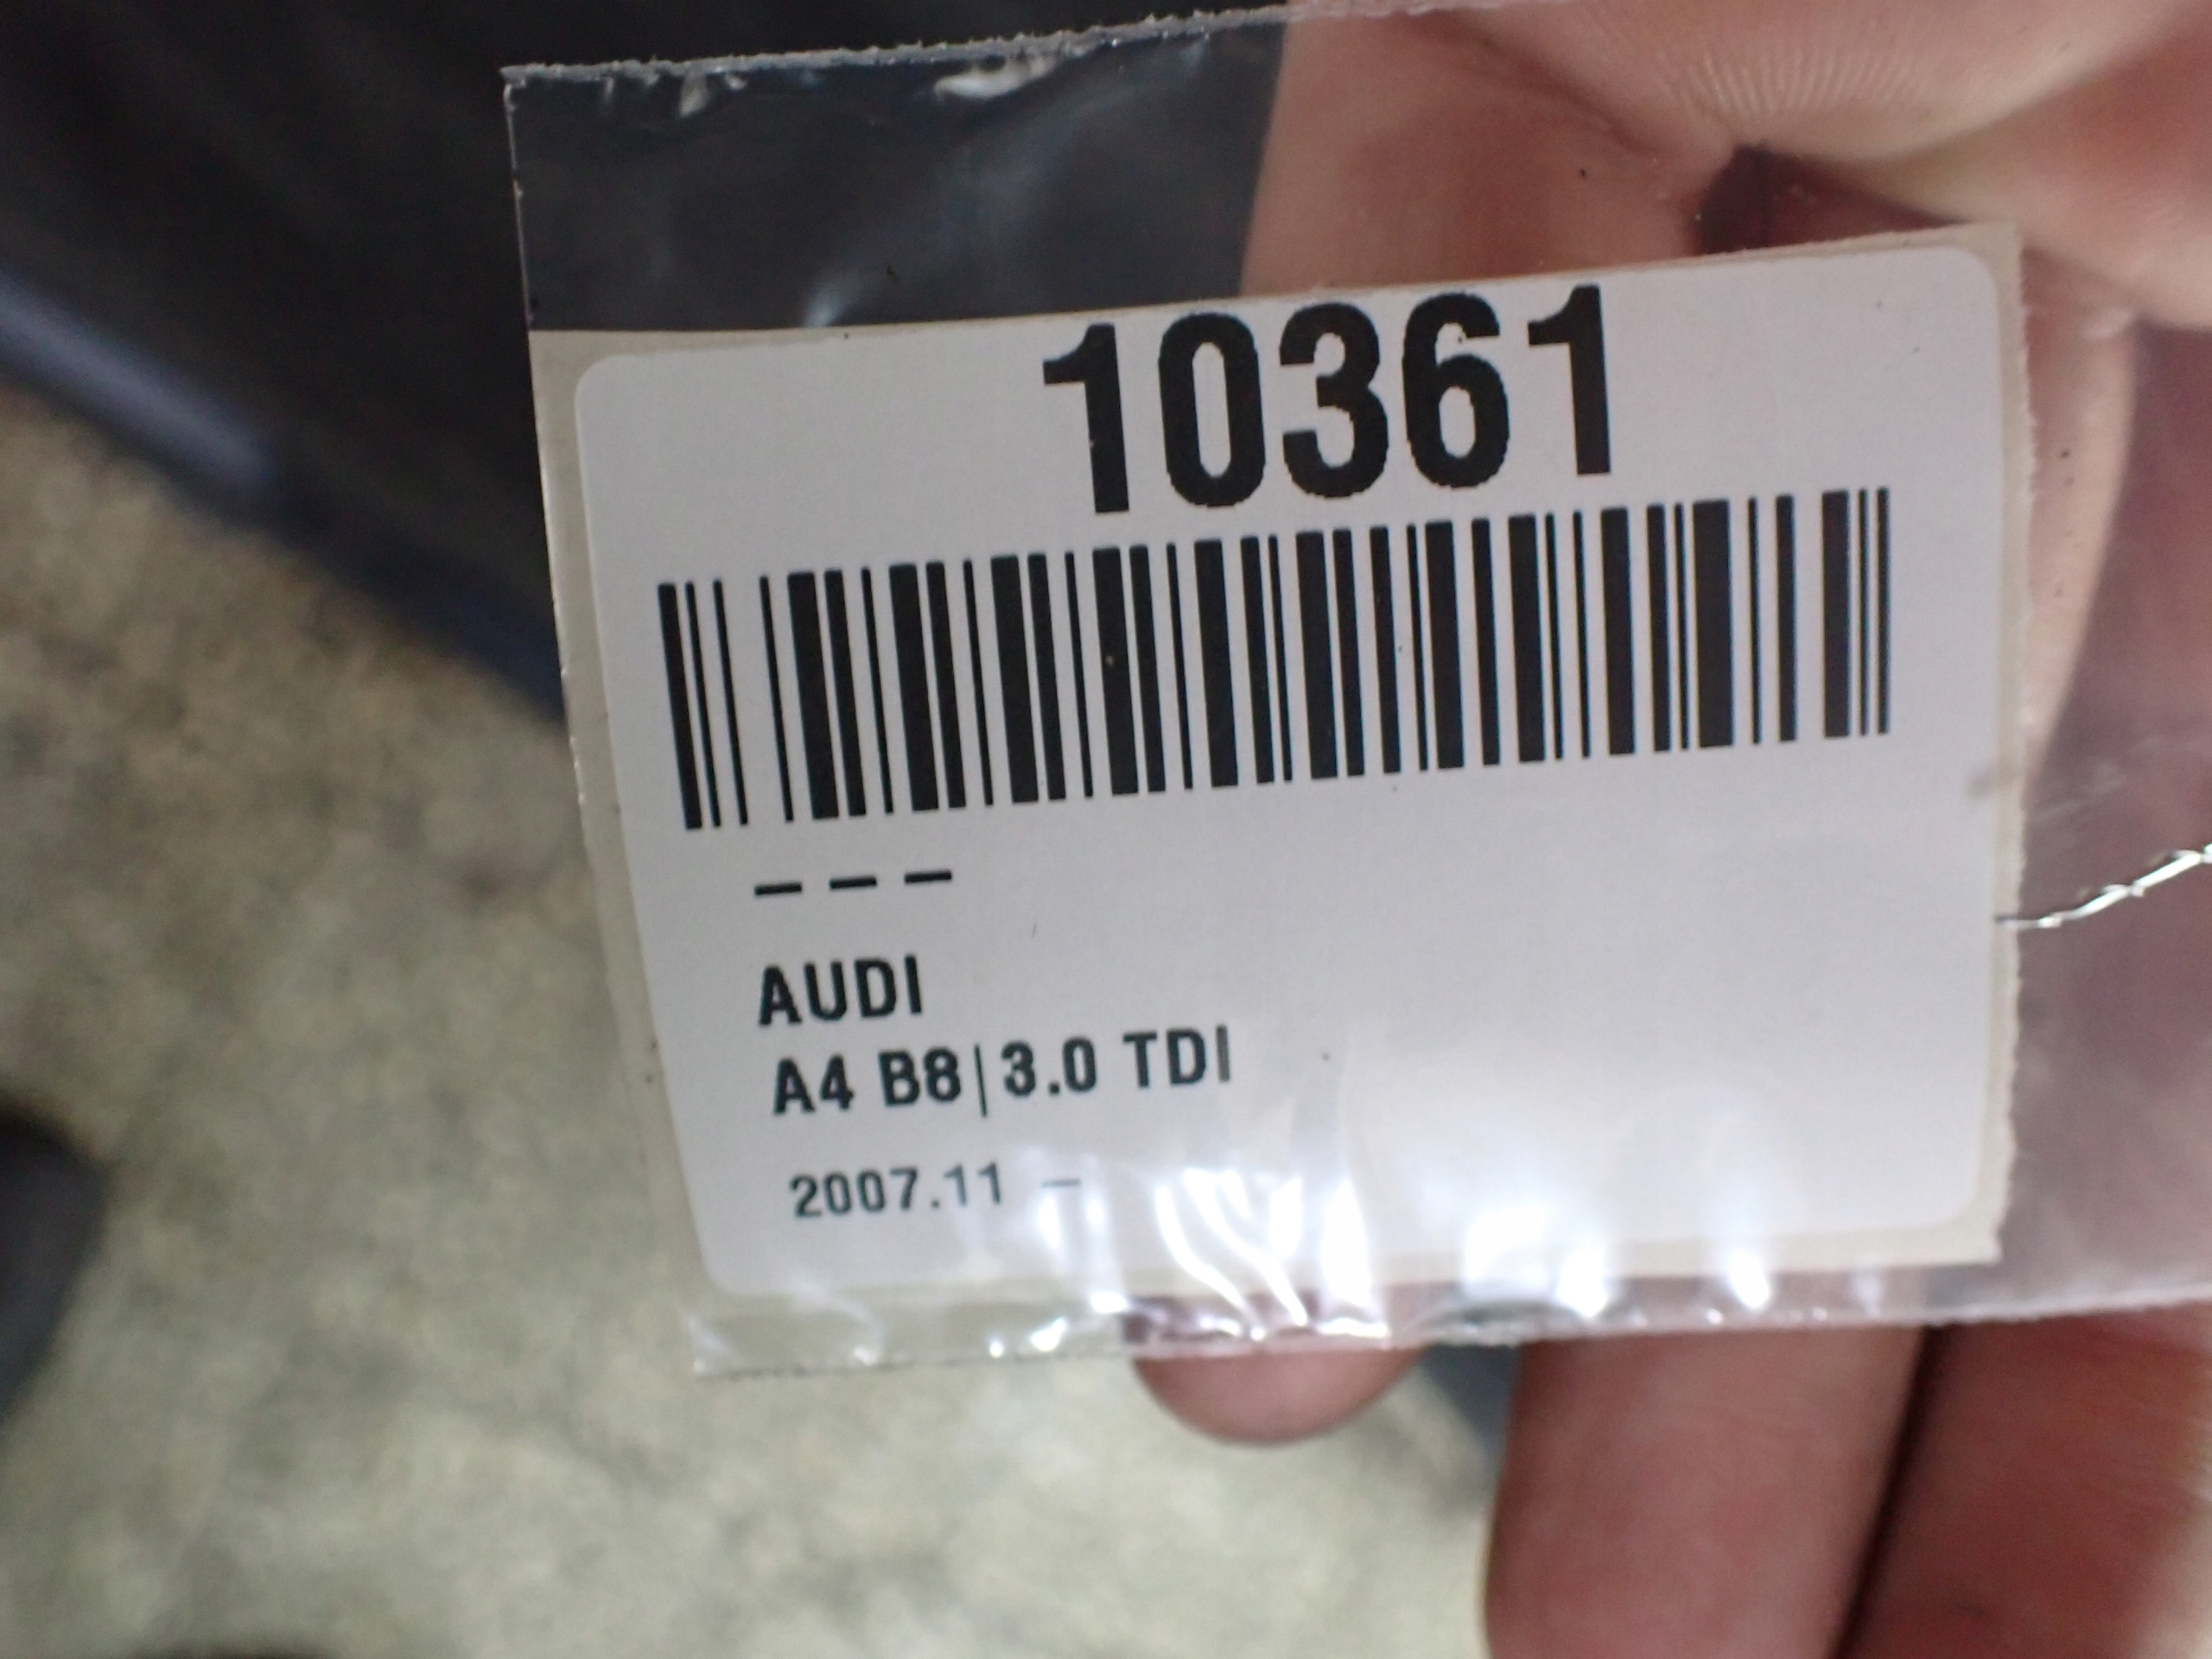 10361
– – –
AUDI
A4 B8|3.0 TDI
2007.11 –